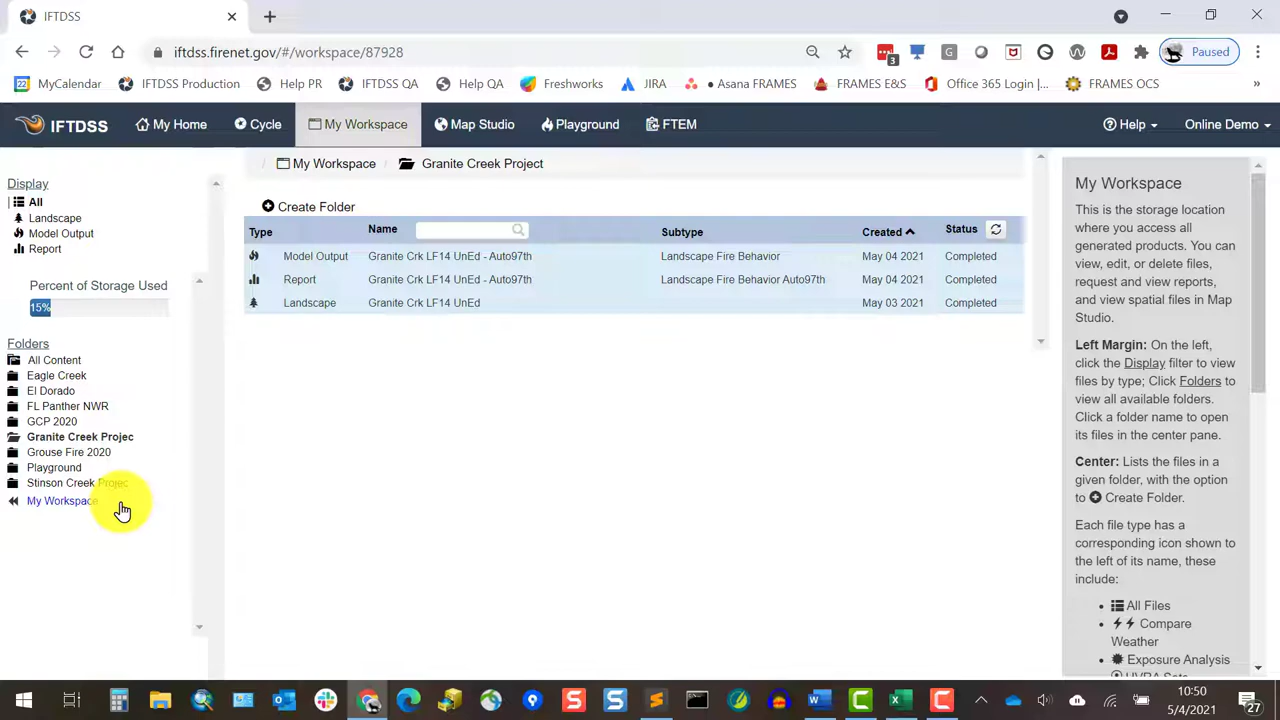 IFTDSS
iftdss.firenet.gov/#/workspace/87928
3
G
Paused
22 MyCalendar IFTDSS Production Help PR IFTDSS QA Help QA Freshworks JIRA Asana FRAMES FRAMES E&S Office 365 Login |... FRAMES OCS »
IFTDSS My Home Cycle My Workspace Map Studio Playground FTEM Help Online Demo
/ My Workspace / Granite Creek Project
Display
All
Landscape
Model Output
Report
Percent of Storage Used
15%
Folders
All Content
Eagle Creek
El Dorado
FL Panther NWR
GCP 2020
Granite Creek Projec
Grouse Fire 2020
Playground
Stinson Creek Projec
My Workspace
Create Folder
Type Name Subtype Created Status
Model Output Granite Crk LF14 UnEd - Auto97th Landscape Fire Behavior May 04 2021 Completed
Report Granite Crk LF14 UnEd - Auto97th Landscape Fire Behavior Auto97th May 04 2021 Completed
Landscape Granite Crk LF14 UnEd May 03 2021 Completed
My Workspace
This is the storage location
where you access all
generated products. You can
view, edit, or delete files,
request and view reports,
and view spatial files in Map
Studio.
Left Margin: On the left,
click the Display filter to view
files by type; Click Folders to
view all available folders.
Click a folder name to open
its files in the center pane.
Center: Lists the files in a
given folder, with the option
to Create Folder.
Each file type has a
corresponding icon shown to
the left of its name, these
include:
• All Files
• Compare
Weather
• Exposure Analysis
• HVRA Sets
10:50
5/4/2021
27